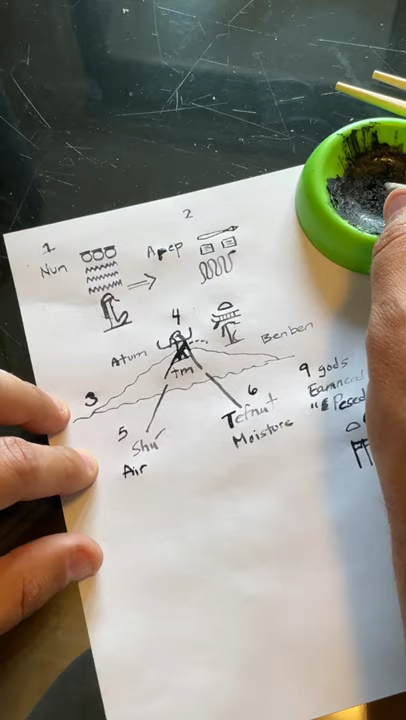 1
2
Nun
Apep
4
Atum
Benben
tm
3
5
6
Shu
Tefnut
Air
Moisture
9 gods